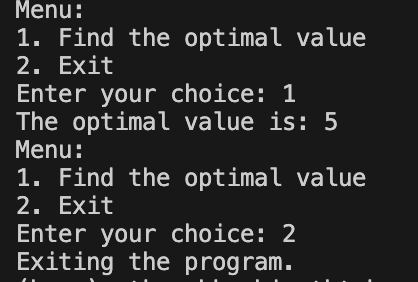 Menu:
1. Find the optimal value
2. Exit
Enter your choice: 1
The optimal value is: 5
Menu:
1. Find the optimal value
2. Exit
Enter your choice: 2
Exiting the program.